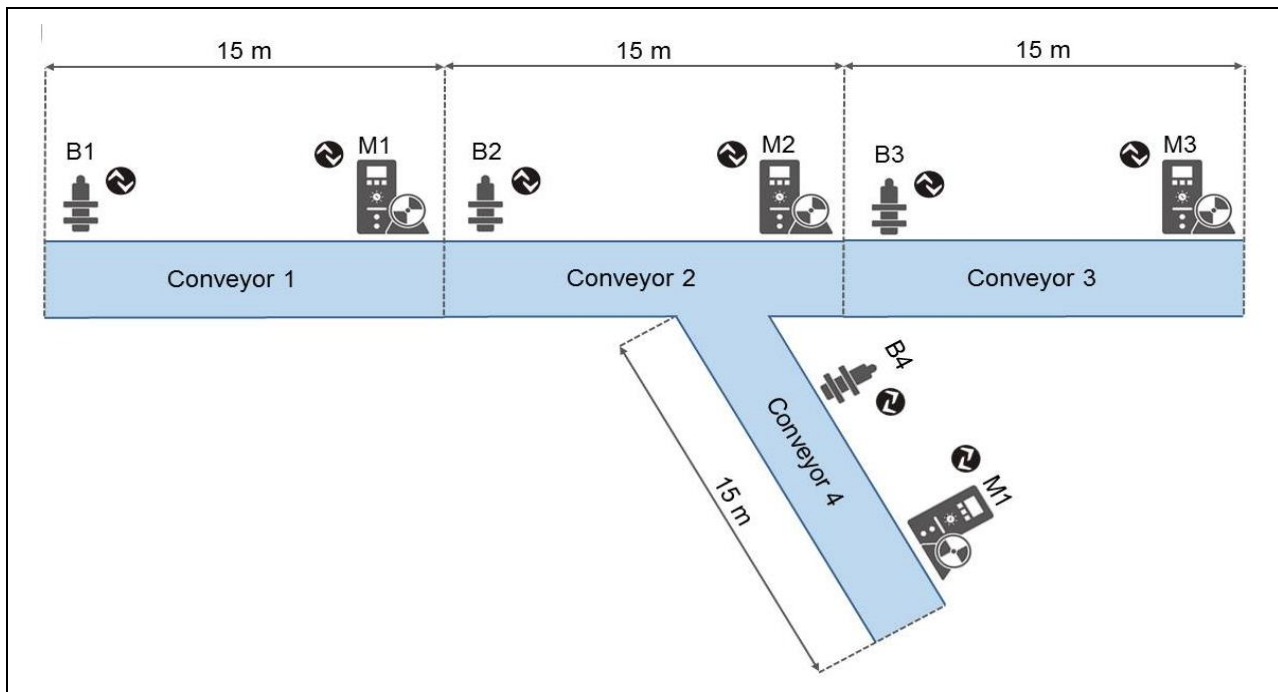 15 m
15 m
15 m
B1
M1
B2
M2
B3
M3
Conveyor 1
Conveyor 2
Conveyor 3
B4
Conveyor 4
15 m
M1